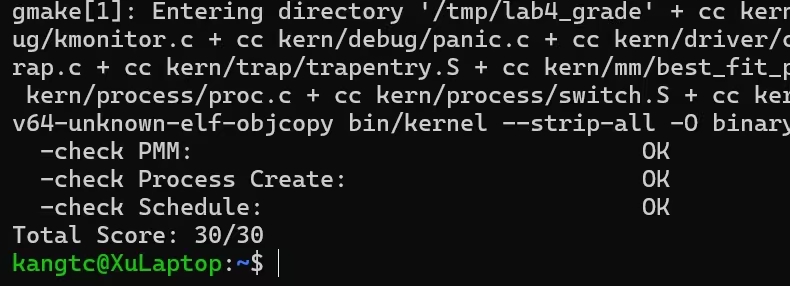 gmake[1]: Entering directory '/tmp/lab4_grade' + cc kern
ug/kmonitor.c + cc kern/debug/panic.c + cc kern/driver/c
rap.c + cc kern/trap/trapentry.S + cc kern/mm/best_fit_p
kern/process/proc.c + cc kern/process/switch.S + cc ker
v64-unknown-elf-objcopy bin/kernel --strip-all -O binary
-check PMM: OK
-check Process Create: OK
-check Schedule: OK
Total Score: 30/30
kangtc@XuLaptop:~$